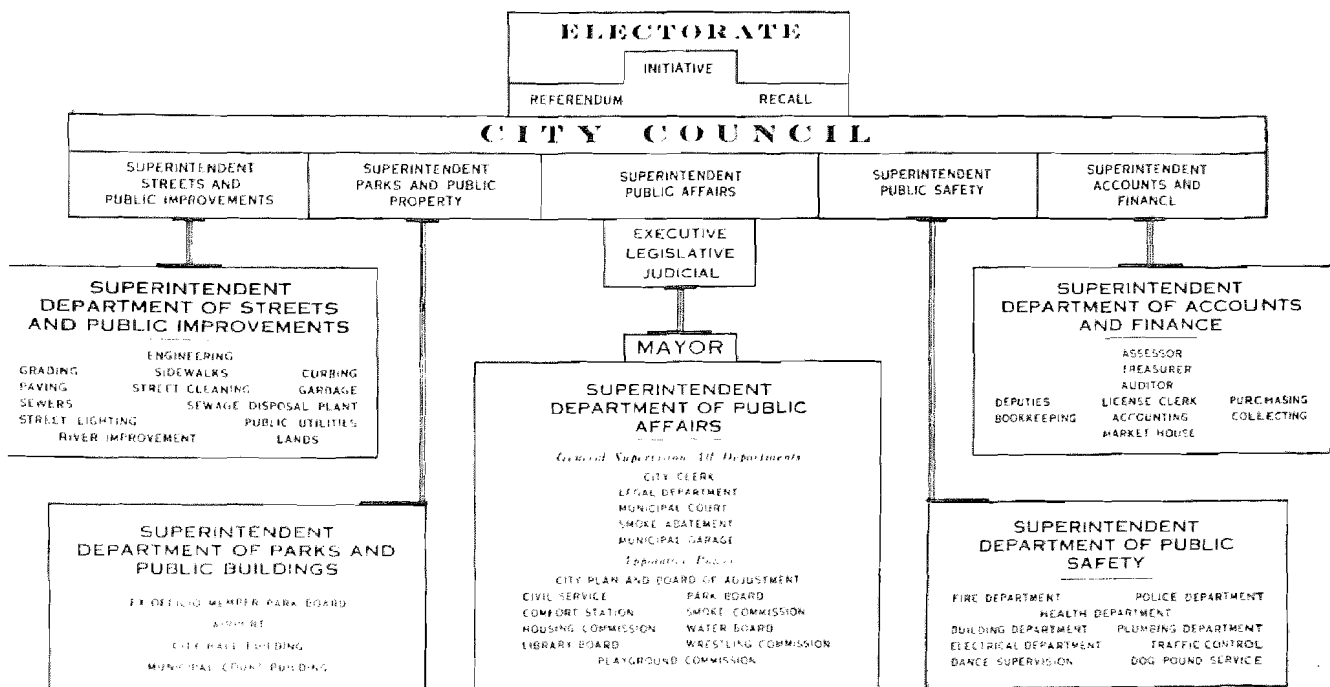 ELECTORATE
INITIATIVE
REFERENDUM RECALL
CITY COUNCIL
SUPERINTENDENT
STREETS AND
PUBLIC IMPROVEMENTS
SUPERINTENDENT
PARKS AND PUBLIC
PROPERTY
SUPERINTENDENT
PUBLIC AFFAIRS
SUPERINTENDENT
PUBLIC SAFETY
SUPERINTENDENT
ACCOUNTS AND
FINANCE
EXECUTIVE
LEGISLATIVE
JUDICIAL
SUPERINTENDENT
DEPARTMENT OF STREETS
AND PUBLIC IMPROVEMENTS
ENGINEERING
GRADING SIDEWALKS CURBING
PAVING STREET CLEANING GARBAGE
SEWERS SEWAGE DISPOSAL PLANT
STREET LIGHTING PUBLIC UTILITIES
RIVER IMPROVEMENT LANDS
SUPERINTENDENT
DEPARTMENT OF ACCOUNTS
AND FINANCE
ASSESSOR
TREASURER
AUDITOR
DEPUTIES LICENSE CLERK PURCHASING
BOOKKEEPING ACCOUNTING COLLECTING
MARKET HOUSE
MAYOR
SUPERINTENDENT
DEPARTMENT OF PUBLIC
AFFAIRS
General Supervision All Departments
CITY CLERK
LEGAL DEPARTMENT
MUNICIPAL COURT
SMOKE ABATEMENT
MUNICIPAL GARAGE
CITY PLAN AND BOARD OF ADJUSTMENT
CIVIL SERVICE PARK BOARD
COMFORT STATION SMOKE COMMISSION
HOUSING COMMISSION WATER BOARD
LIBRARY BOARD WRESTLING COMMISSION
PLAYGROUND COMMISSION
SUPERINTENDENT
DEPARTMENT OF PARKS AND
PUBLIC BUILDINGS
EX OFFICIO MEMBER PARK BOARD
AIRPORT
CITY HALL BUILDING
MUNICIPAL COURT BUILDING
SUPERINTENDENT
DEPARTMENT OF PUBLIC
SAFETY
FIRE DEPARTMENT POLICE DEPARTMENT
HEALTH DEPARTMENT
BUILDING DEPARTMENT PLUMBING DEPARTMENT
ELECTRICAL DEPARTMENT TRAFFIC CONTROL
DANCE SUPERVISION DOG POUND SERVICE